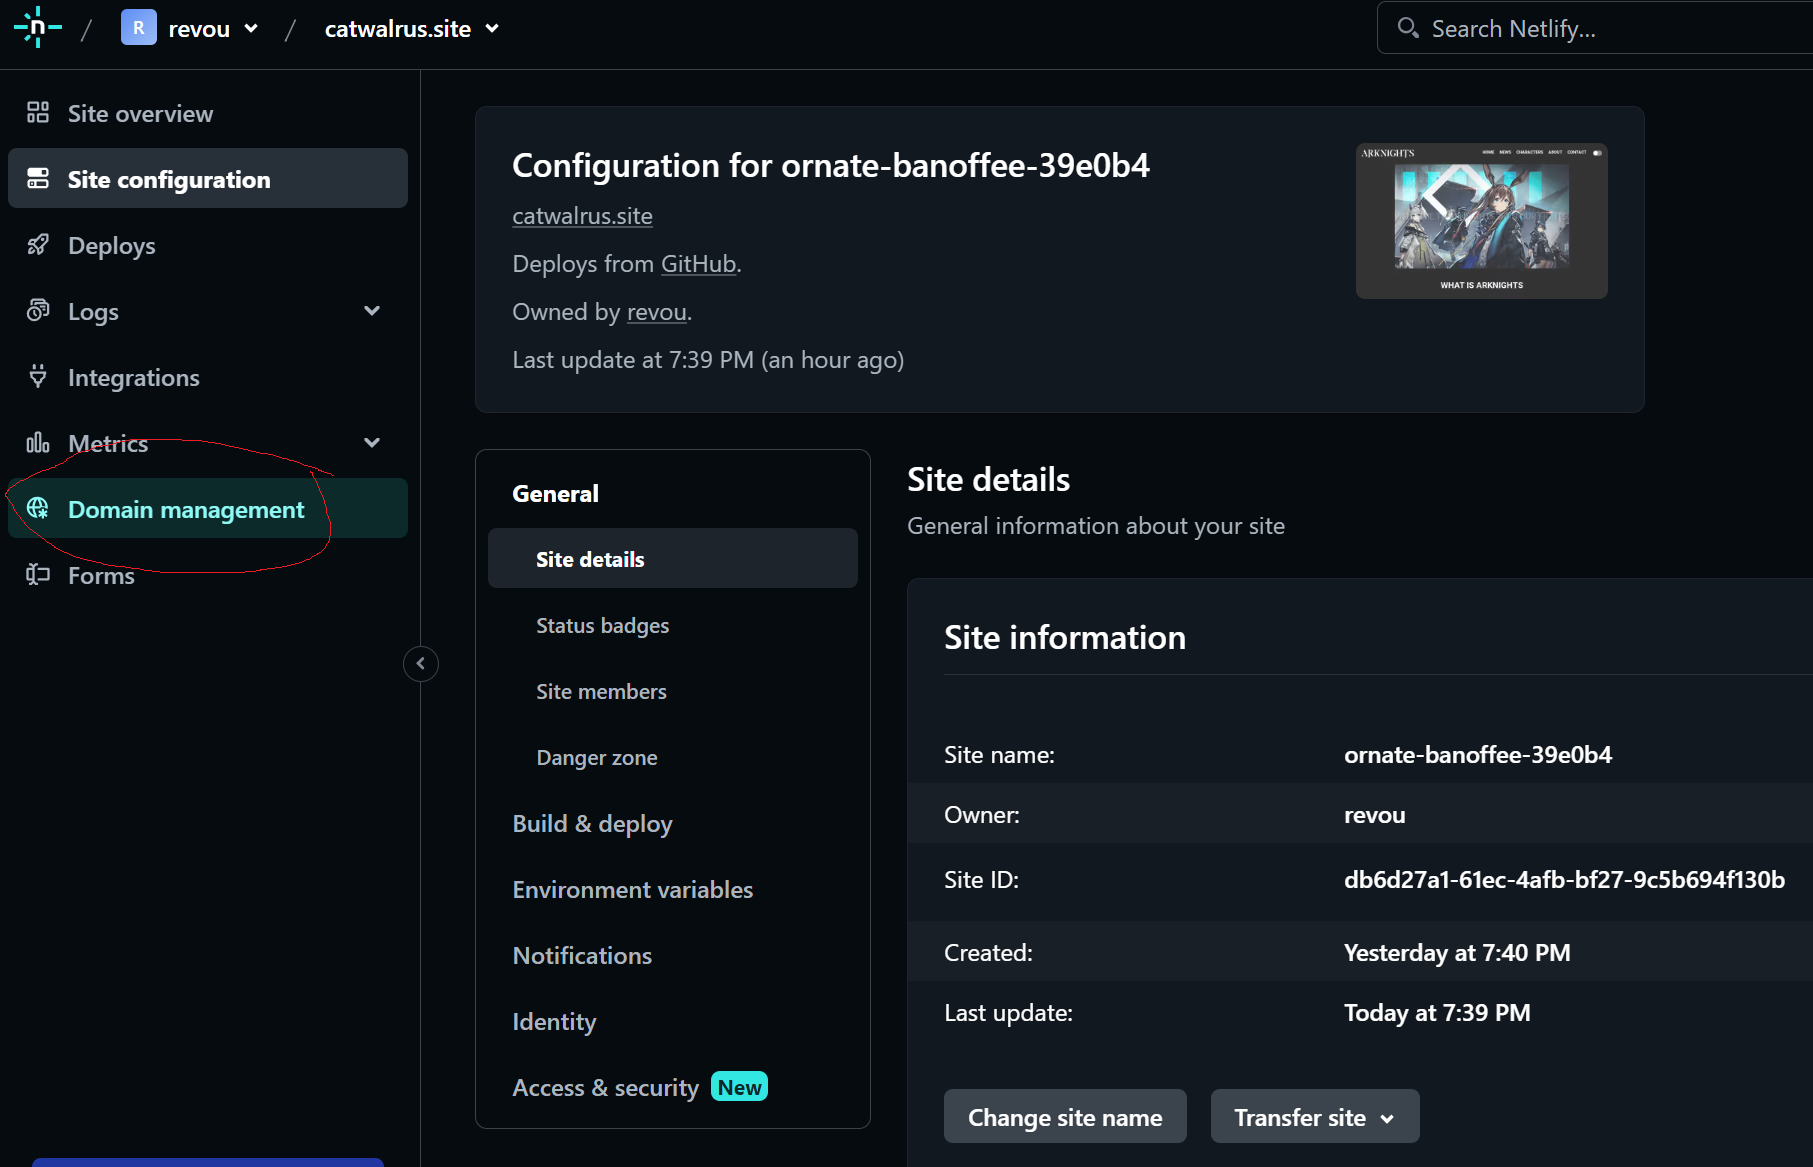 n / R revou / catwalrus.site
Search Netlify...
Site overview
Site configuration
Deploys
Logs
Integrations
Metrics
Domain management
Forms
Configuration for ornate-banoffee-39e0b4
catwalrus.site
Deploys from GitHub.
Owned by revou.
Last update at 7:39 PM (an hour ago)
ARKNIGHTS
HOME NEWS CHARACTERS ABOUT CONTACT
WHAT IS ARKNIGHTS
General
Site details
Status badges
Site members
Danger zone
Build & deploy
Environment variables
Notifications
Identity
Access & security New
Site details
General information about your site
Site information
Site name: ornate-banoffee-39e0b4
Owner: revou
Site ID: db6d27a1-61ec-4afb-bf27-9c5b694f130b
Created: Yesterday at 7:40 PM
Last update: Today at 7:39 PM
Change site name
Transfer site